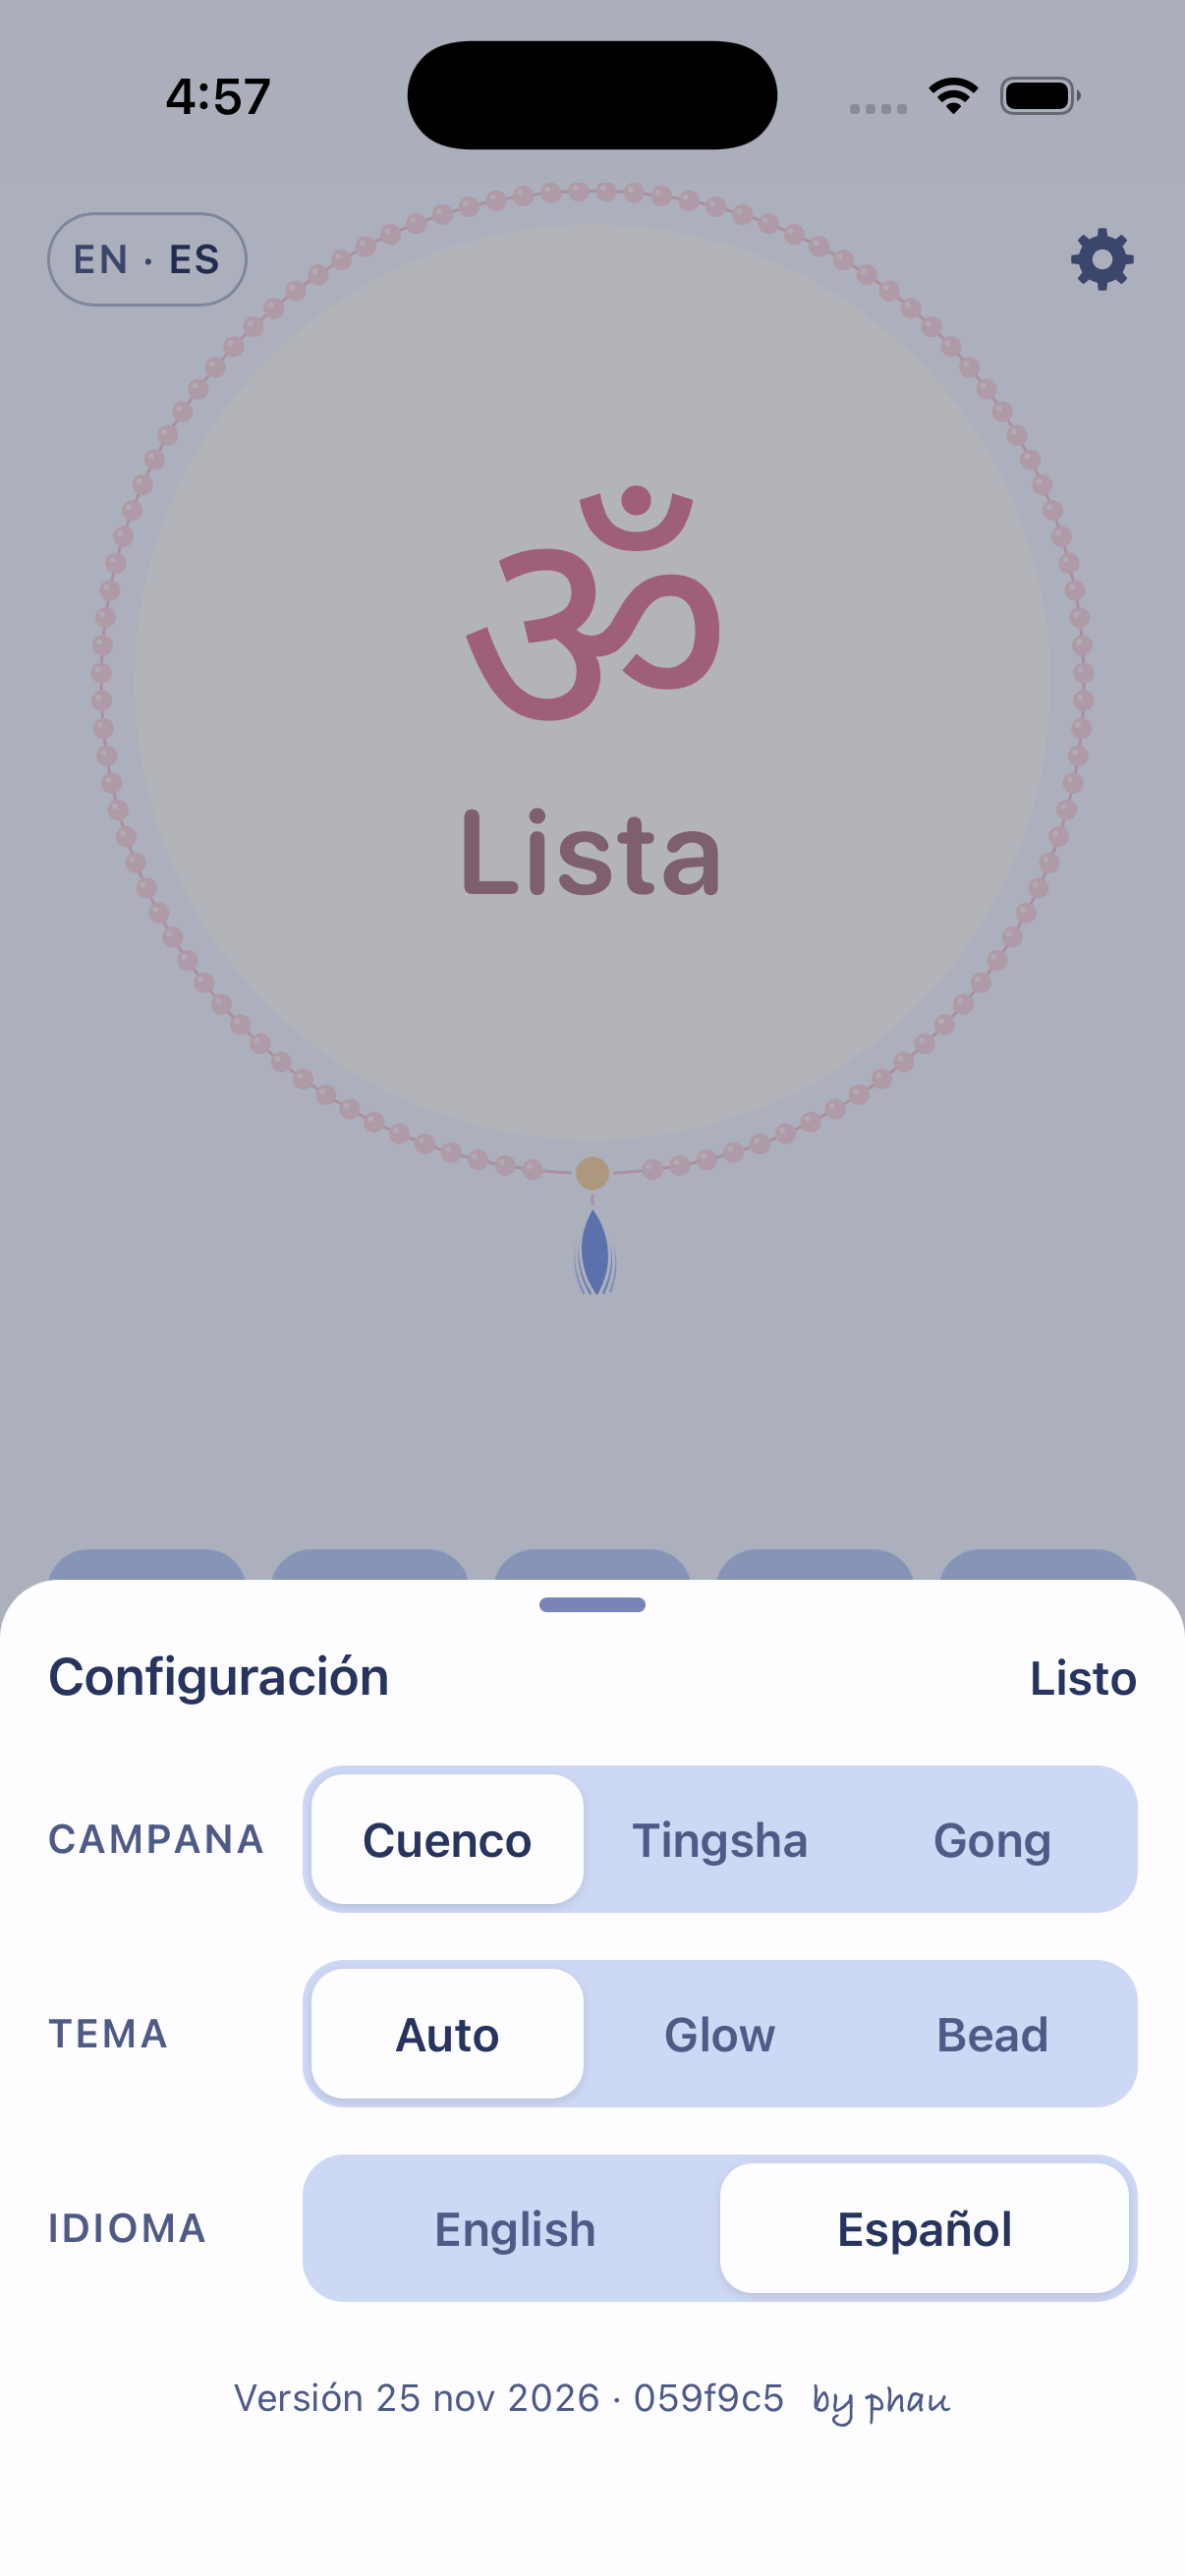 4:57
EN · ES
ॐ
Lista
Configuración
Listo
CAMPANA Cuenco Tingsha Gong
TEMA Auto Glow Bead
IDIOMA English Español
Versión 25 nov 2026 · 059f9c5 by phau